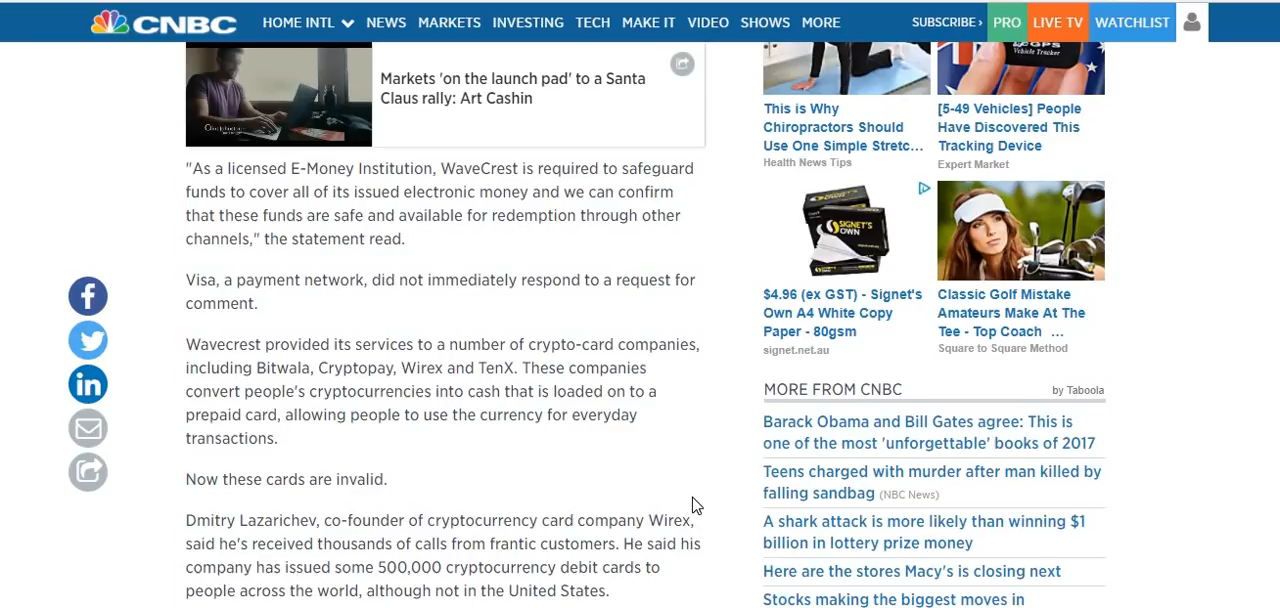 CNBC HOME INTL NEWS MARKETS INVESTING TECH MAKE IT VIDEO SHOWS MORE SUBSCRIBE › PRO LIVE TV WATCHLIST
Markets 'on the launch pad' to a Santa
Claus rally: Art Cashin
"As a licensed E-Money Institution, WaveCrest is required to safeguard
funds to cover all of its issued electronic money and we can confirm
that these funds are safe and available for redemption through other
channels," the statement read.
Visa, a payment network, did not immediately respond to a request for
comment.
Wavecrest provided its services to a number of crypto-card companies,
including Bitwala, Cryptopay, Wirex and TenX. These companies
convert people's cryptocurrencies into cash that is loaded on to a
prepaid card, allowing people to use the currency for everyday
transactions.
Now these cards are invalid.
Dmitry Lazarichev, co-founder of cryptocurrency card company Wirex,
said he's received thousands of calls from frantic customers. He said his
company has issued some 500,000 cryptocurrency debit cards to
people across the world, although not in the United States.
This is Why
Chiropractors Should
Use One Simple Stretc...
Health News Tips
GPS
Vehicle Tracker
[5-49 Vehicles] People
Have Discovered This
Tracking Device
Expert Market
SIGNET'S
OWN
$4.96 (ex GST) - Signet's
Own A4 White Copy
Paper - 80gsm
signet.net.au
Classic Golf Mistake
Amateurs Make At The
Tee - Top Coach ...
Square to Square Method
MORE FROM CNBC
by Taboola
Barack Obama and Bill Gates agree: This is
one of the most 'unforgettable' books of 2017
Teens charged with murder after man killed by
falling sandbag (NBC News)
A shark attack is more likely than winning $1
billion in lottery prize money
Here are the stores Macy's is closing next
Stocks making the biggest moves in